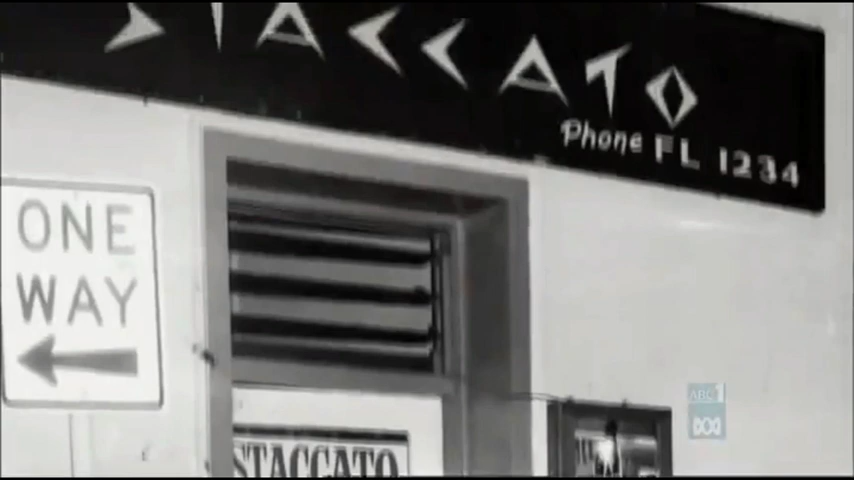 STACCATO
Phone FL 1234
ONE
WAY
STACCATO
ABC1